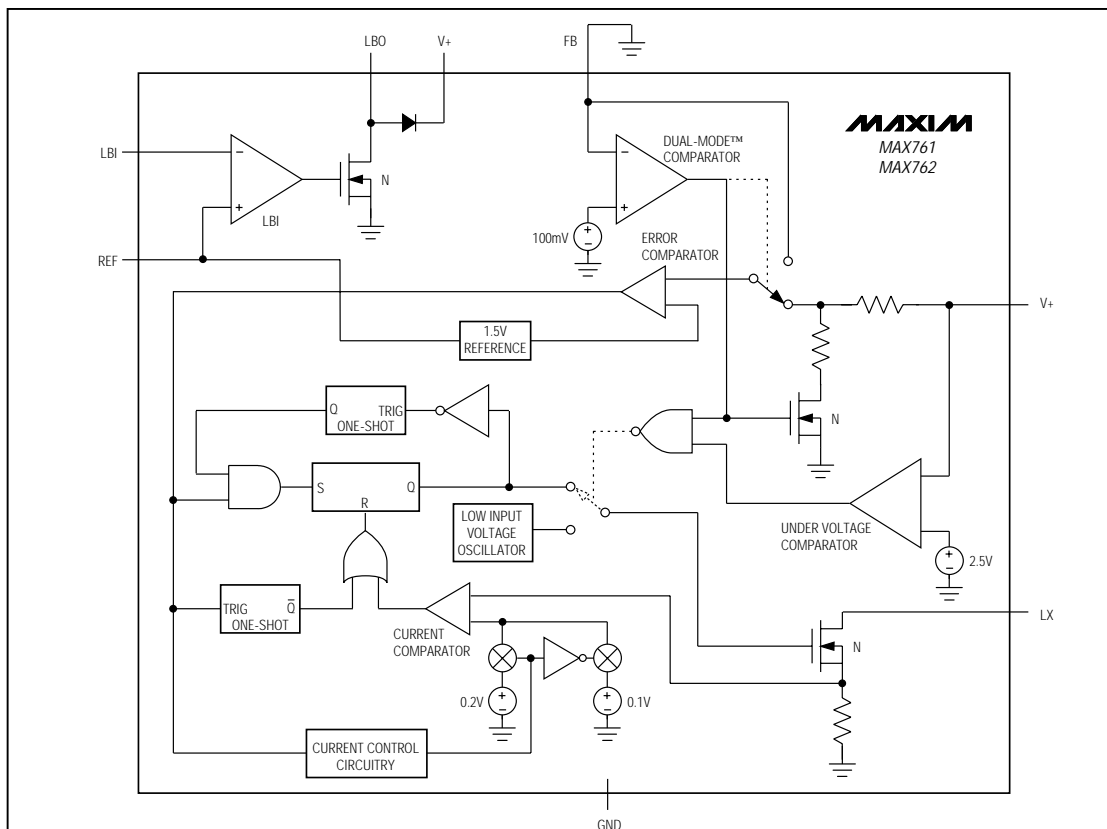 LBO
V+
FB
MAXIM
MAX761
MAX762
LBI
−
+
LBI
N
REF
DUAL-MODE™
COMPARATOR
−
+
100mV
+
−
ERROR
COMPARATOR
1.5V
REFERENCE
V+
N
Q
TRIG
ONE-SHOT
S
Q
R
LOW INPUT
VOLTAGE
OSCILLATOR
UNDER VOLTAGE
COMPARATOR
+
−
2.5V
TRIG
Q̅
ONE-SHOT
CURRENT
COMPARATOR
LX
N
0.2V
+
−
+
−
0.1V
CURRENT CONTROL
CIRCUITRY
GND